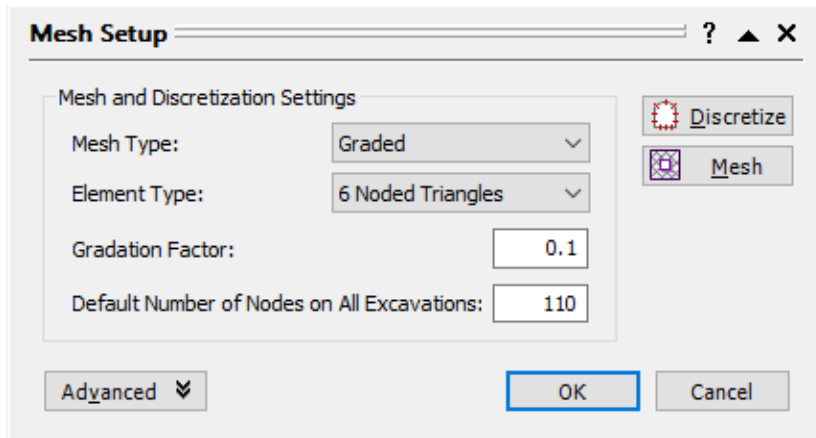 Mesh Setup ?
Mesh and Discretization Settings
Discretize
Mesh Type: Graded
Mesh
Element Type: 6 Noded Triangles
Gradation Factor: 0.1
Default Number of Nodes on All Excavations: 110
Advanced OK Cancel